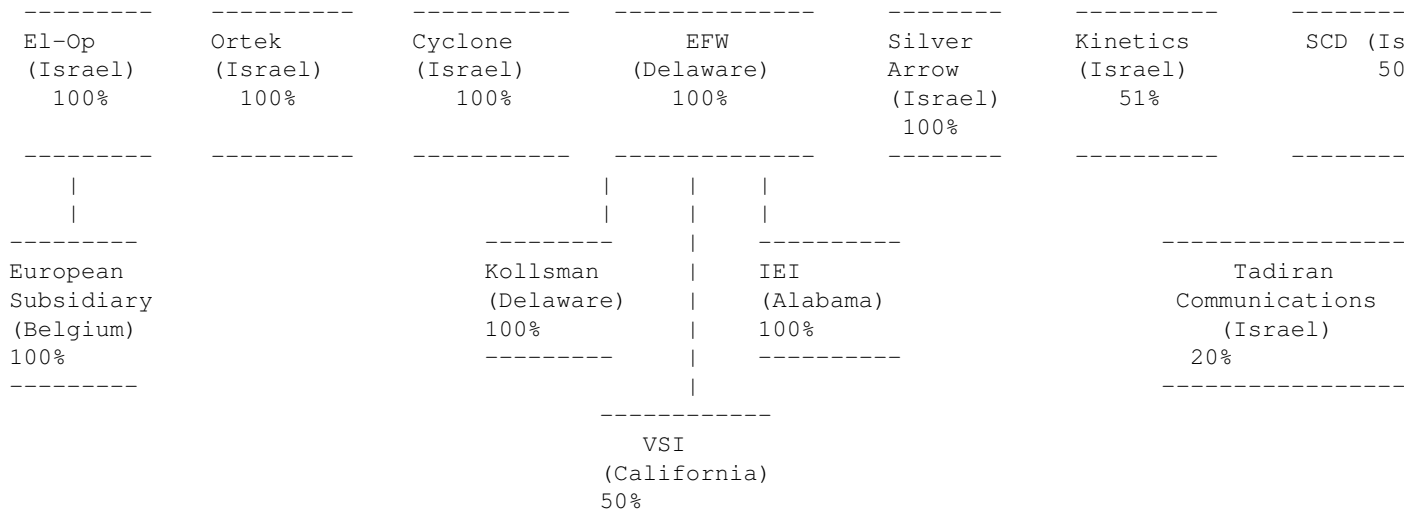 --------- ---------- ----------- -------------- -------- ---------- --------
El-Op Ortek Cyclone EFW Silver Kinetics SCD (Is
(Israel) (Israel) (Israel) (Delaware) Arrow (Israel) 50
100% 100% 100% 100% (Israel) 51%
100%
--------- ---------- ----------- -------------- -------- ---------- --------
| | | |
| | | |
--------- --------- | ---------- -----------------
European Kollsman | IEI Tadiran
Subsidiary (Delaware) | (Alabama) Communications
(Belgium) 100% | 100% (Israel)
100% --------- | ---------- 20%
--------- | -----------------
------------
VSI
(California)
50%